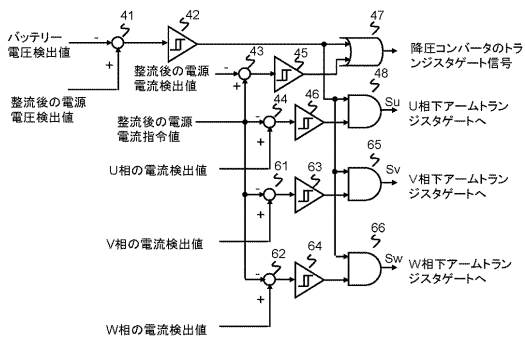 41
42
47
バッテリー
電圧検出値
-
+
43
45
降圧コンバータのトラ
ンジスタゲート信号
整流後の電源
電流検出値
-
+
48
整流後の電源
電圧検出値
44
46
Su
U相下アームトラン
ジスタゲートへ
整流後の電源
電流指令値
-
+
U相の電流検出値
61
63
65
-
+
Sv
V相下アームトラン
ジスタゲートへ
V相の電流検出値
62
64
66
-
+
Sw
W相下アームトラン
ジスタゲートへ
W相の電流検出値